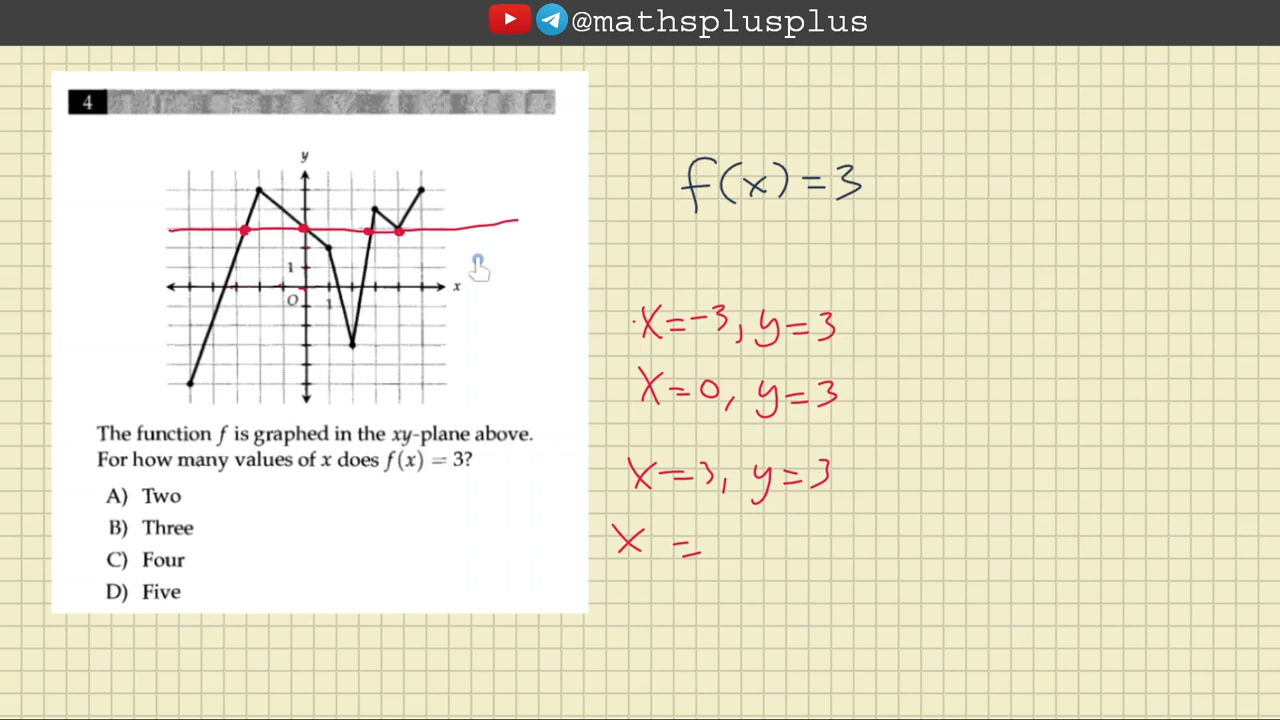 @mathsplusplus
4
y
1
x
O
1
The function f is graphed in the xy-plane above.
For how many values of x does f(x) = 3?
A) Two
B) Three
C) Four
D) Five
f(x)=3
x=-3, y=3
x=0, y=3
x=3, y=3
x =